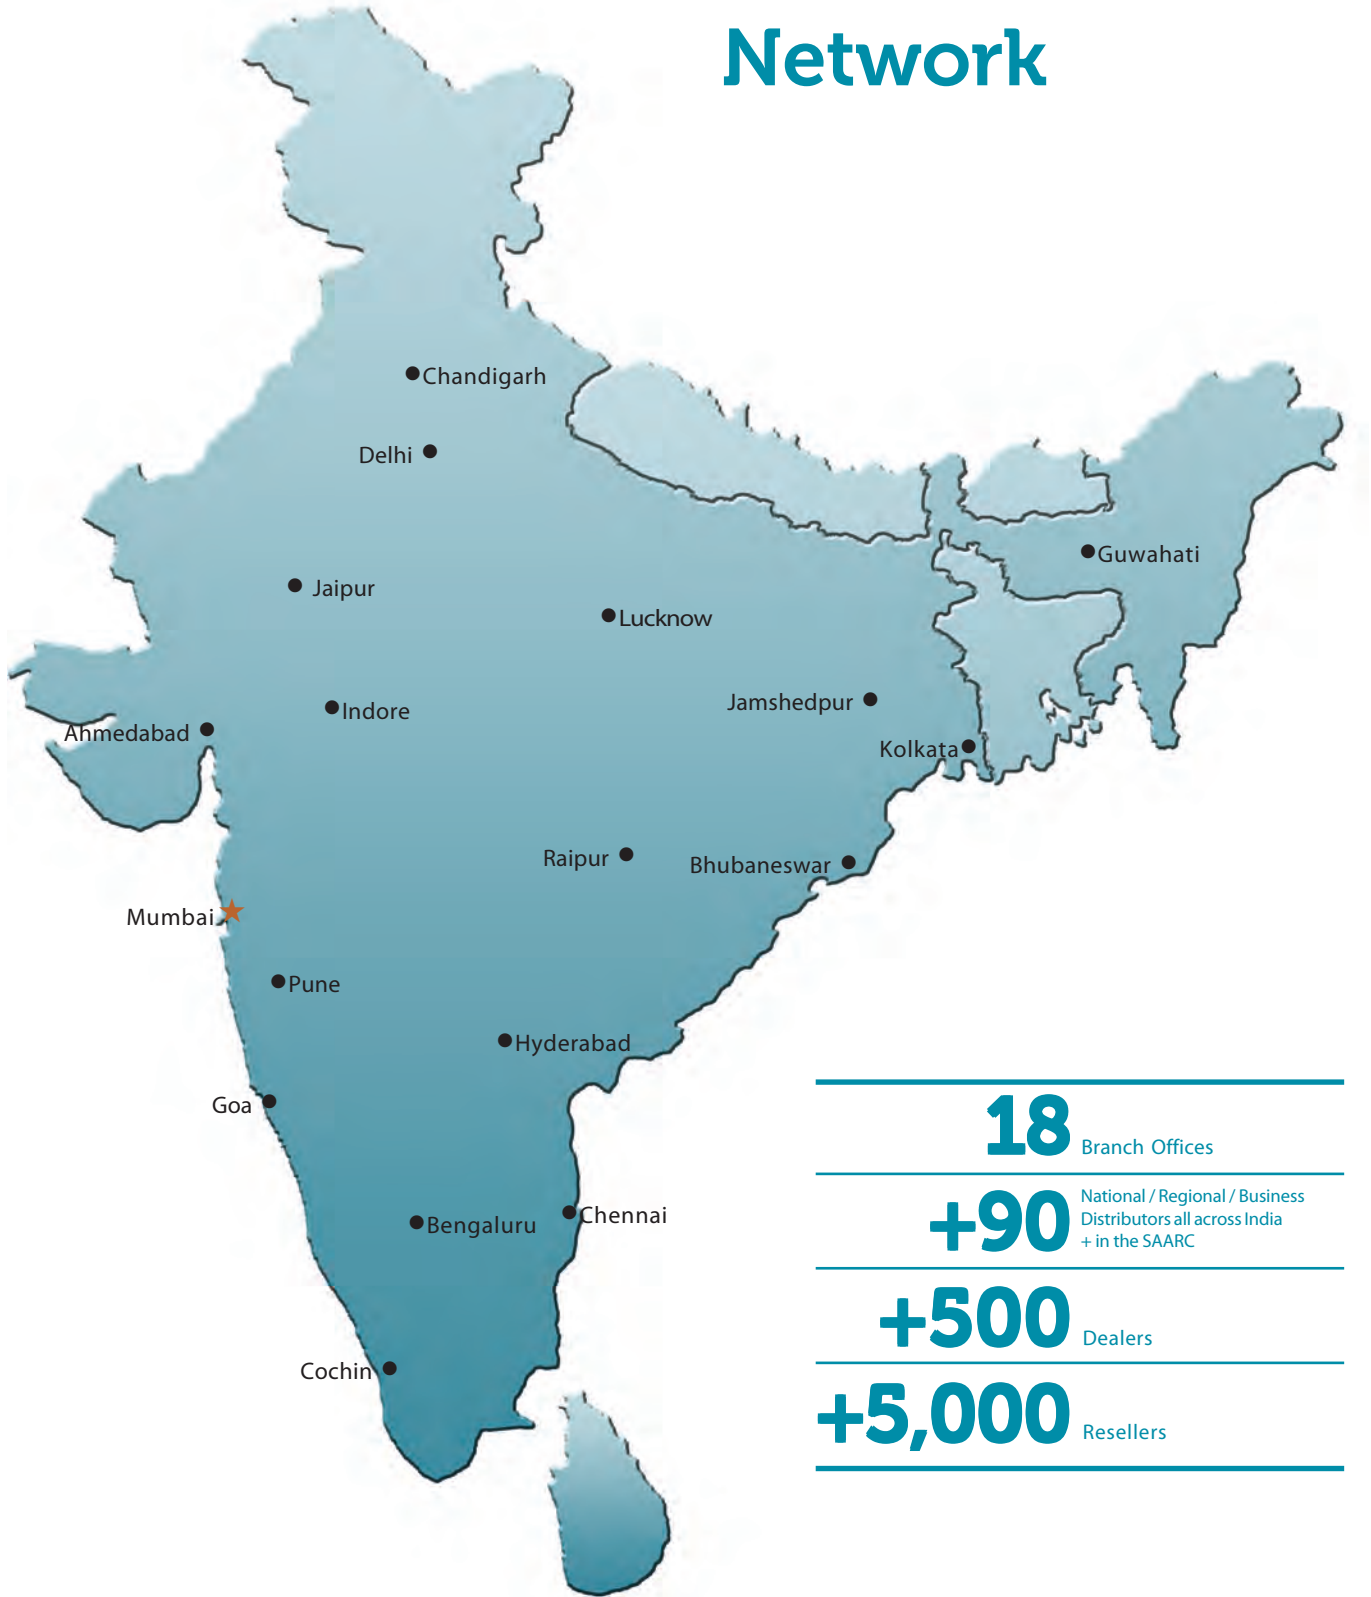 Network
Chandigarh
Delhi
Guwahati
Jaipur
Lucknow
Jamshedpur
Indore
Ahmedabad
Kolkata
Raipur
Bhubaneswar
Mumbai
Pune
Hyderabad
Goa
Bengaluru
Chennai
Cochin
18 Branch Offices
+90 National / Regional / Business
Distributors all across India
+ in the SAARC
+500 Dealers
+5,000 Resellers